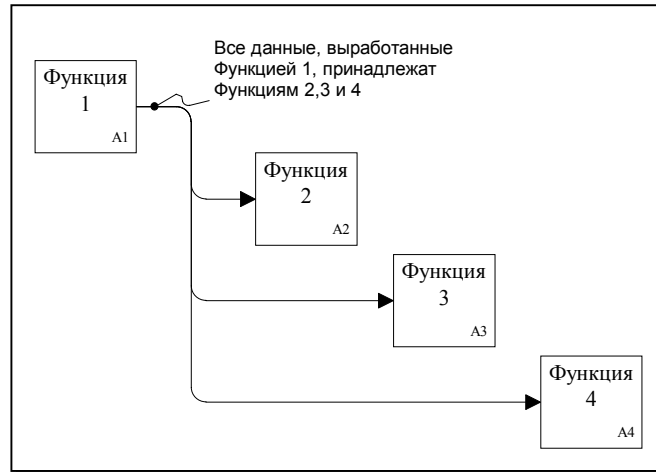 Все данные, выработанные
Функцией 1, принадлежат
Функциям 2,3 и 4
Функция
1
A1
Функция
2
A2
Функция
3
A3
Функция
4
A4